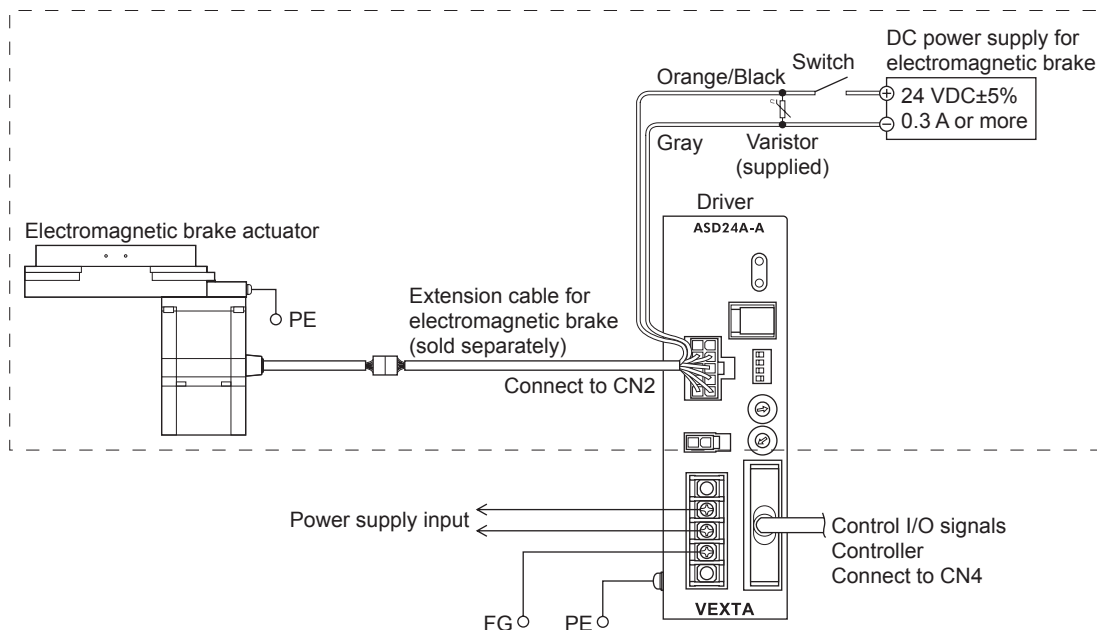 DC power supply for
electromagnetic brake
Switch
Orange/Black
24 VDC±5%
0.3 A or more
Gray
Varistor
(supplied)
Driver
ASD24A-A
Electromagnetic brake actuator
PE
Extension cable for
electromagnetic brake
(sold separately)
Connect to CN2
Power supply input
Control I/O signals
Controller
Connect to CN4
VEXTA
FG
PE